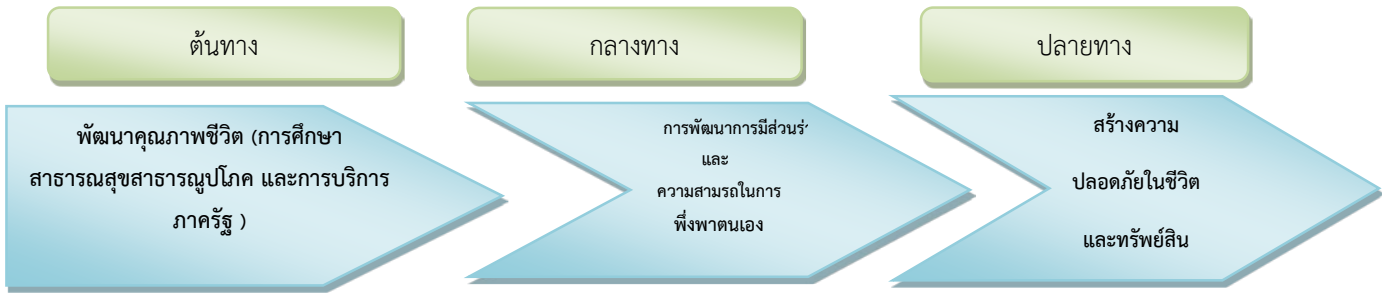 ต้นทาง
พัฒนาคุณภาพชีวิต (การศึกษา
สาธารณสุขสาธารณูปโภค และการบริการ
ภาครัฐ )
กลางทาง
การพัฒนาการมีส่วนร่
และ
ความสามรถในการ
พึ่งพาตนเอง
ปลายทาง
สร้างความ
ปลอดภัยในชีวิต
และทรัพย์สิน